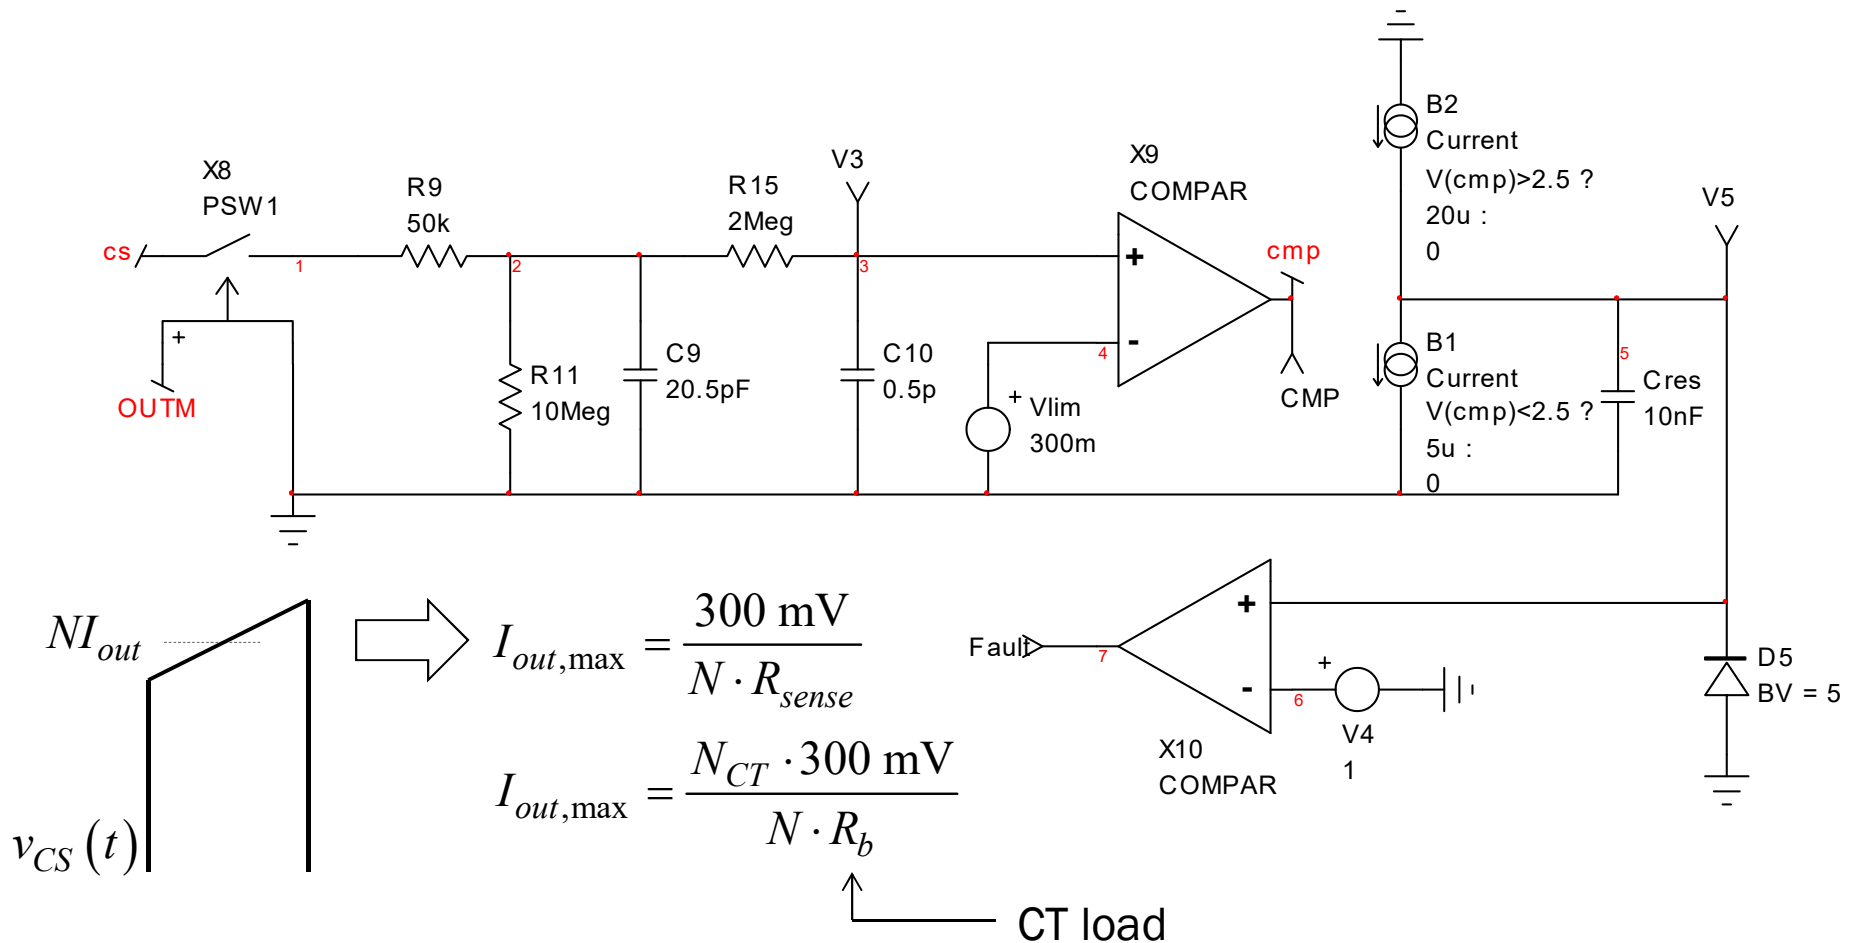 X8
PSW1
cs
1
+
OUTM
R9
50k
2
R11
10Meg
C9
20.5pF
R15
2Meg
V3
3
C10
0.5p
X9
COMPAR
+
-
4
+
Vlim
300m
cmp
CMP
B2
Current
V(cmp)>2.5 ?
20u :
0
B1
Current
V(cmp)<2.5 ?
5u :
0
5
Cres
10nF
V5
NI_out
v_CS (t)
I_out,max = 300 mV / N · R_sense
I_out,max = N_CT · 300 mV / N · R_b
CT load
Fault
7
+
-
X10
COMPAR
6
+
V4
1
D5
BV = 5